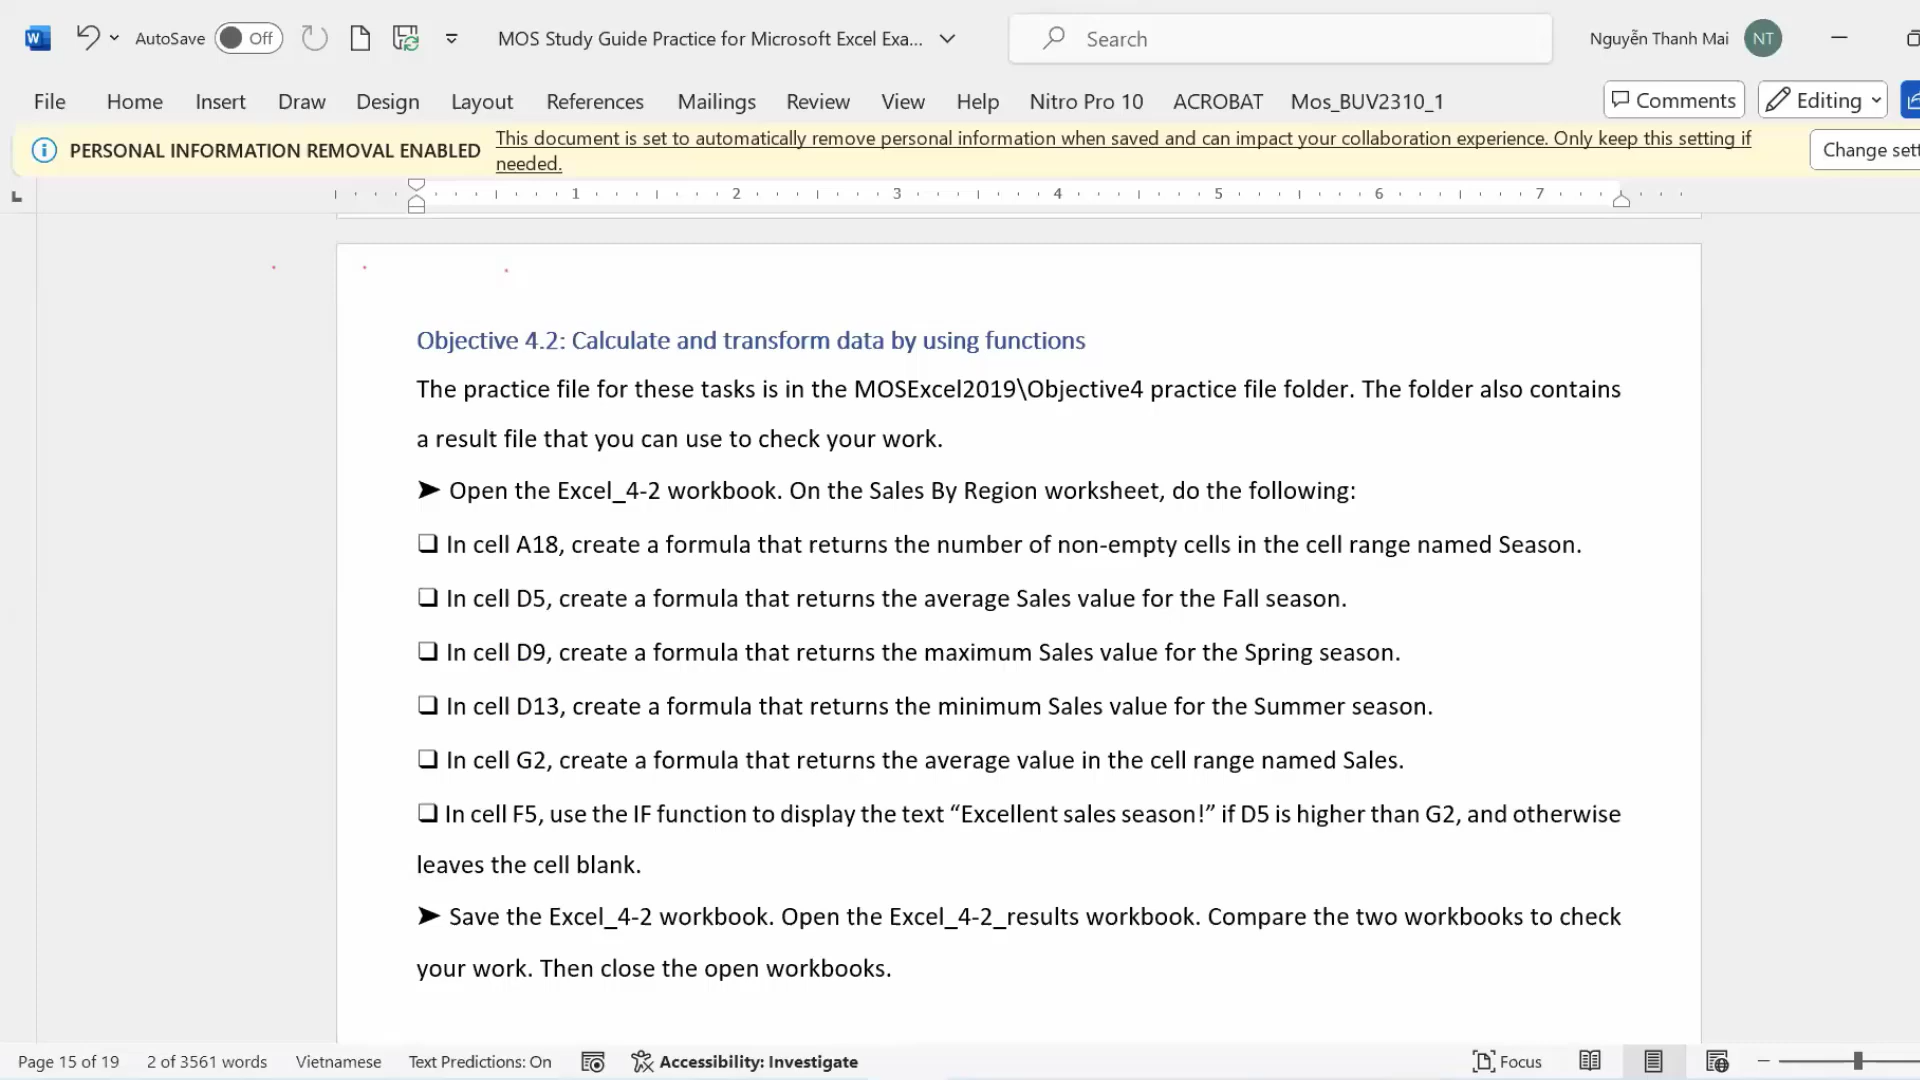 W AutoSave Off MOS Study Guide Practice for Microsoft Excel Exa... Search Nguyễn Thanh Mai NT
File Home Insert Draw Design Layout References Mailings Review View Help Nitro Pro 10 ACROBAT Mos_BUV2310_1 Comments Editing
PERSONAL INFORMATION REMOVAL ENABLED This document is set to automatically remove personal information when saved and can impact your collaboration experience. Only keep this setting if
needed.
Change sett
1 2 3 4 5 6 7
Objective 4.2: Calculate and transform data by using functions
The practice file for these tasks is in the MOSExcel2019\Objective4 practice file folder. The folder also contains
a result file that you can use to check your work.
➤ Open the Excel_4-2 workbook. On the Sales By Region worksheet, do the following:
❑ In cell A18, create a formula that returns the number of non-empty cells in the cell range named Season.
❑ In cell D5, create a formula that returns the average Sales value for the Fall season.
❑ In cell D9, create a formula that returns the maximum Sales value for the Spring season.
❑ In cell D13, create a formula that returns the minimum Sales value for the Summer season.
❑ In cell G2, create a formula that returns the average value in the cell range named Sales.
❑ In cell F5, use the IF function to display the text “Excellent sales season!” if D5 is higher than G2, and otherwise
leaves the cell blank.
➤ Save the Excel_4-2 workbook. Open the Excel_4-2_results workbook. Compare the two workbooks to check
your work. Then close the open workbooks.
Page 15 of 19 2 of 3561 words Vietnamese Text Predictions: On Accessibility: Investigate Focus